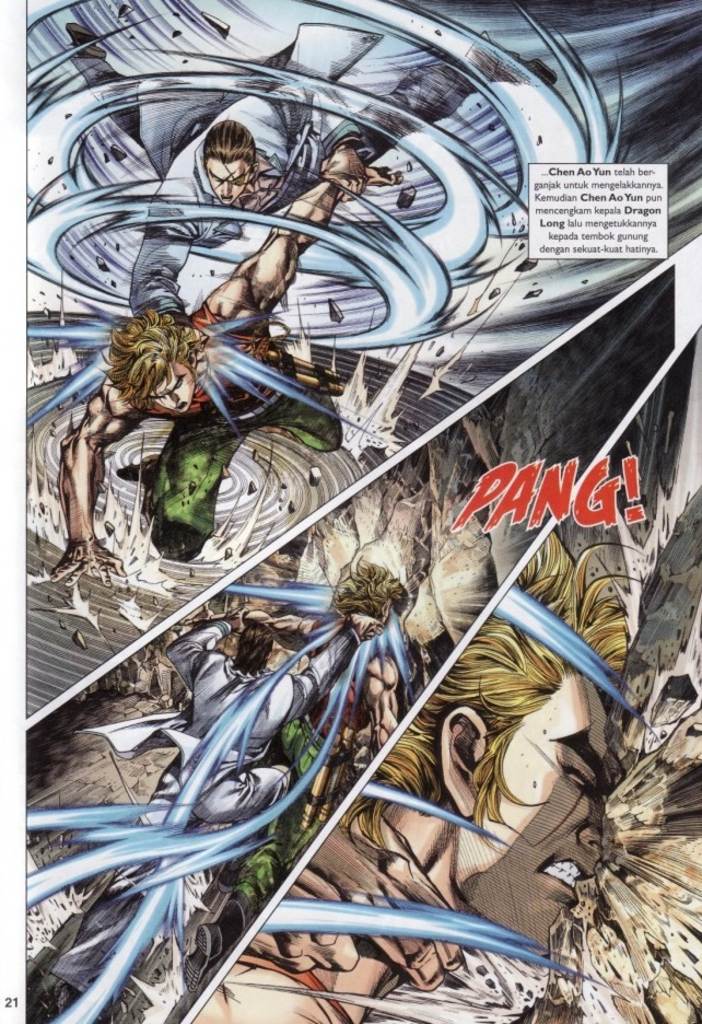 ...Chen Ao Yun telah ber-
ganjak untuk mengelakkannya.
Kemudian Chen Ao Yun pun
mencengkam kepala Dragon
Long lalu mengetukkannya
kepada tembok gunung
dengan sekuat-kuat hatinya.
PANG!
21